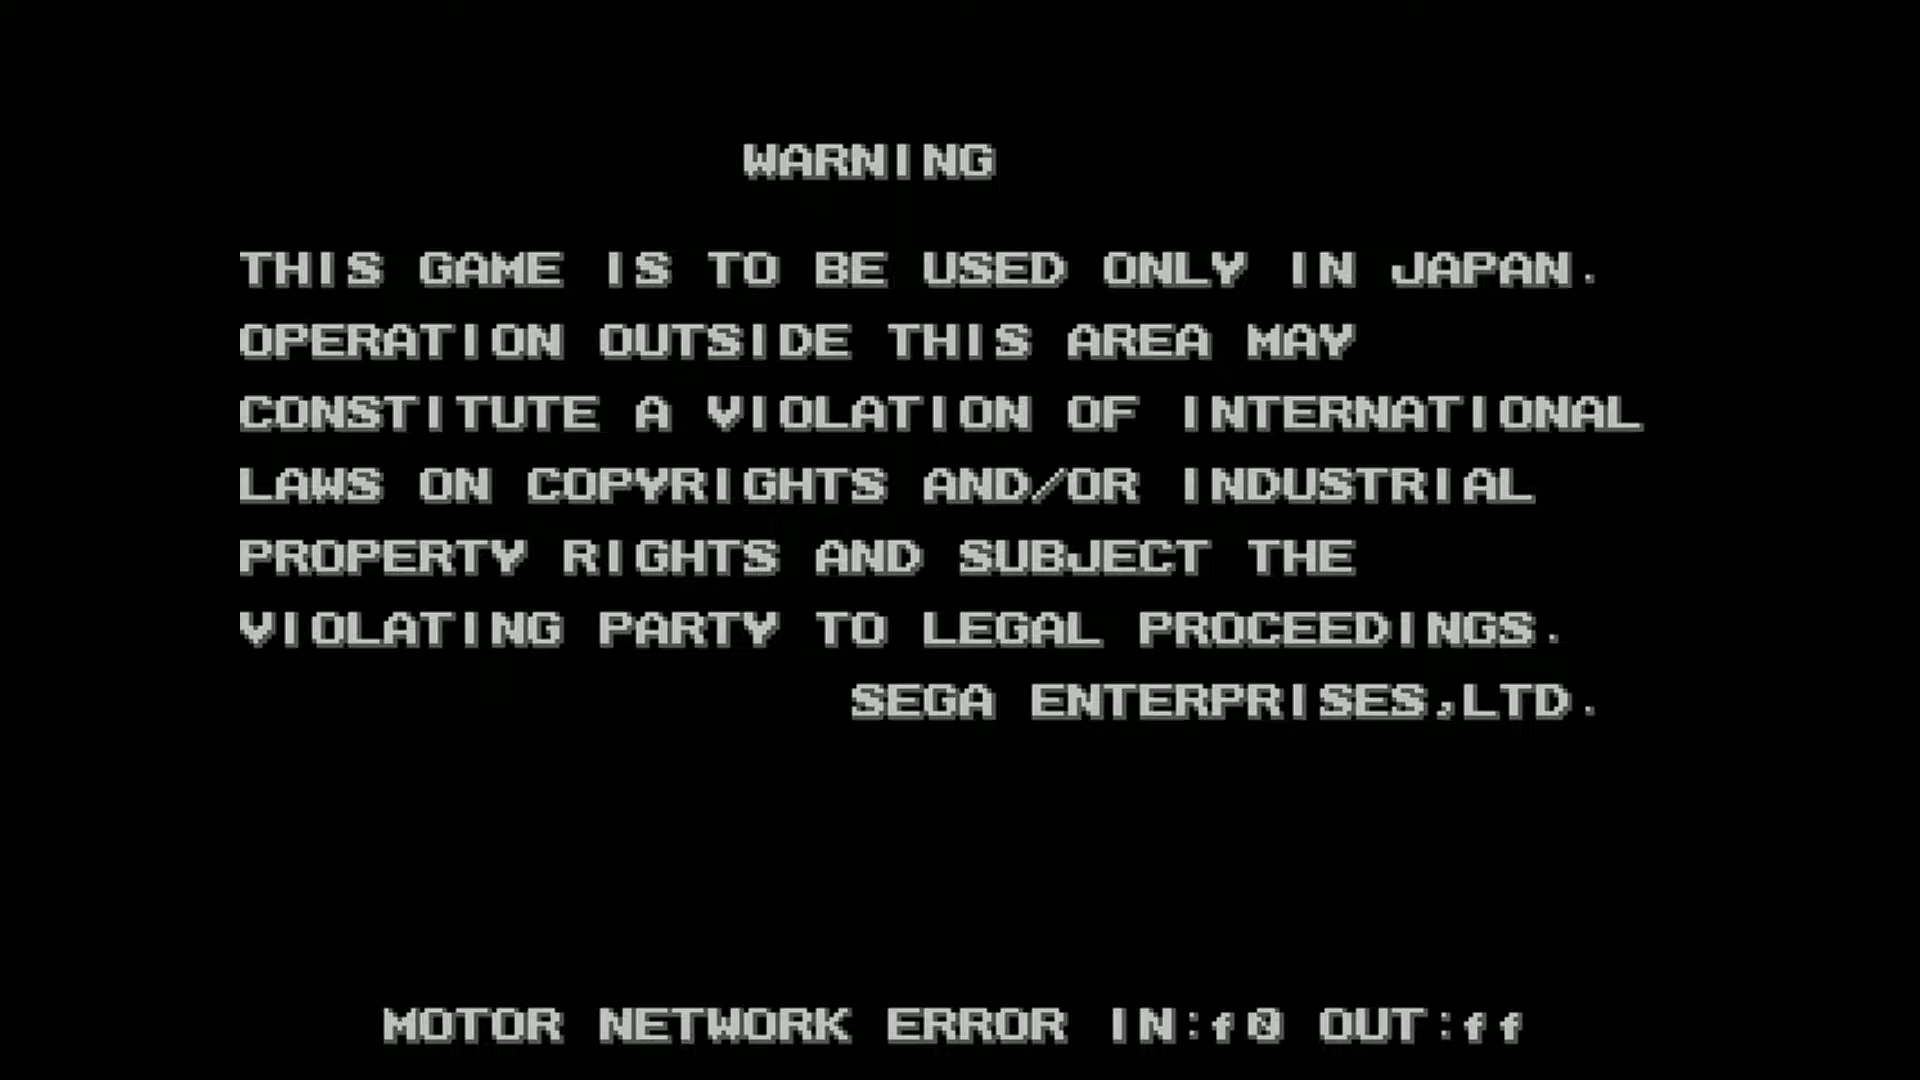 WARNING
THIS GAME IS TO BE USED ONLY IN JAPAN.
OPERATION OUTSIDE THIS AREA MAY
CONSTITUTE A VIOLATION OF INTERNATIONAL
LAWS ON COPYRIGHTS AND/OR INDUSTRIAL
PROPERTY RIGHTS AND SUBJECT THE
VIOLATING PARTY TO LEGAL PROCEEDINGS.
SEGA ENTERPRISES,LTD.
MOTOR NETWORK ERROR IN:f0 OUT:ff